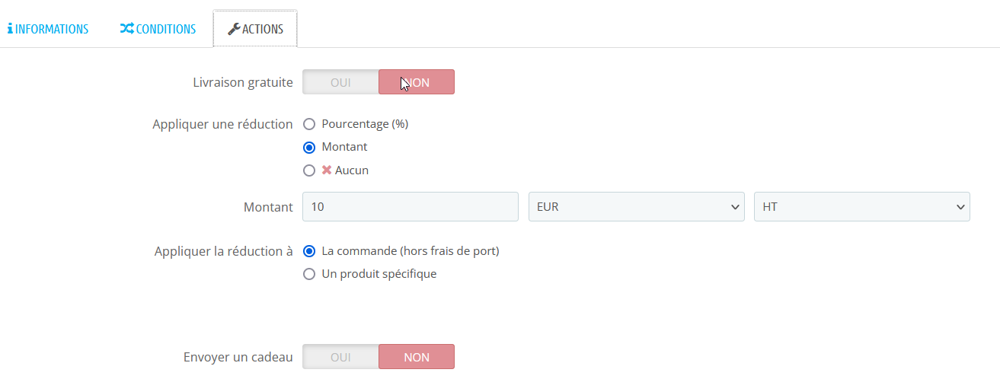 INFORMATIONS CONDITIONS ACTIONS
Livraison gratuite OUI NON
Appliquer une réduction Pourcentage (%)
Montant
Aucun
Montant 10 EUR HT
Appliquer la réduction à La commande (hors frais de port)
Un produit spécifique
Envoyer un cadeau OUI NON